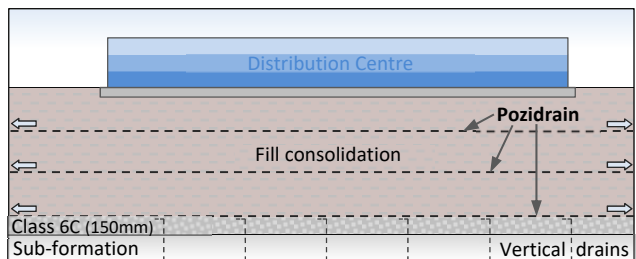 Distribution Centre
Pozidrain
Fill consolidation
Class 6C (150mm)
Sub-formation
Vertical drains